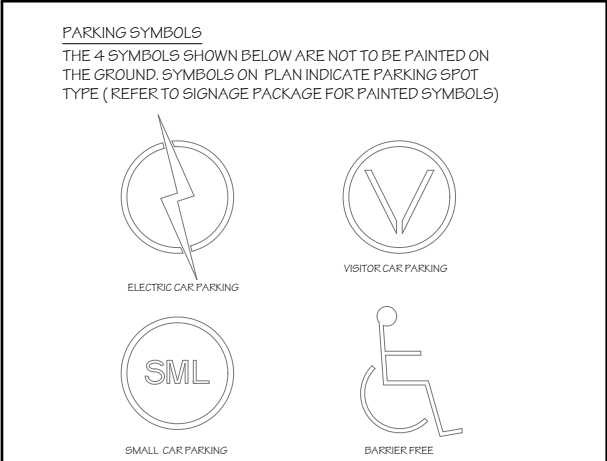 PARKING SYMBOLS
THE 4 SYMBOLS SHOWN BELOW ARE NOT TO BE PAINTED ON
THE GROUND. SYMBOLS ON PLAN INDICATE PARKING SPOT
TYPE ( REFER TO SIGNAGE PACKAGE FOR PAINTED SYMBOLS)
V
ELECTRIC CAR PARKING
VISITOR CAR PARKING
SML
SMALL CAR PARKING
BARRIER FREE